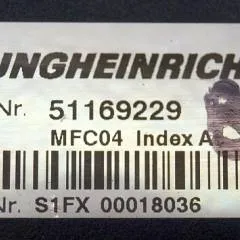 UNGHEINRICH
Nr. 51169229
MFC04 Index A
Nr. S1FX 00018036